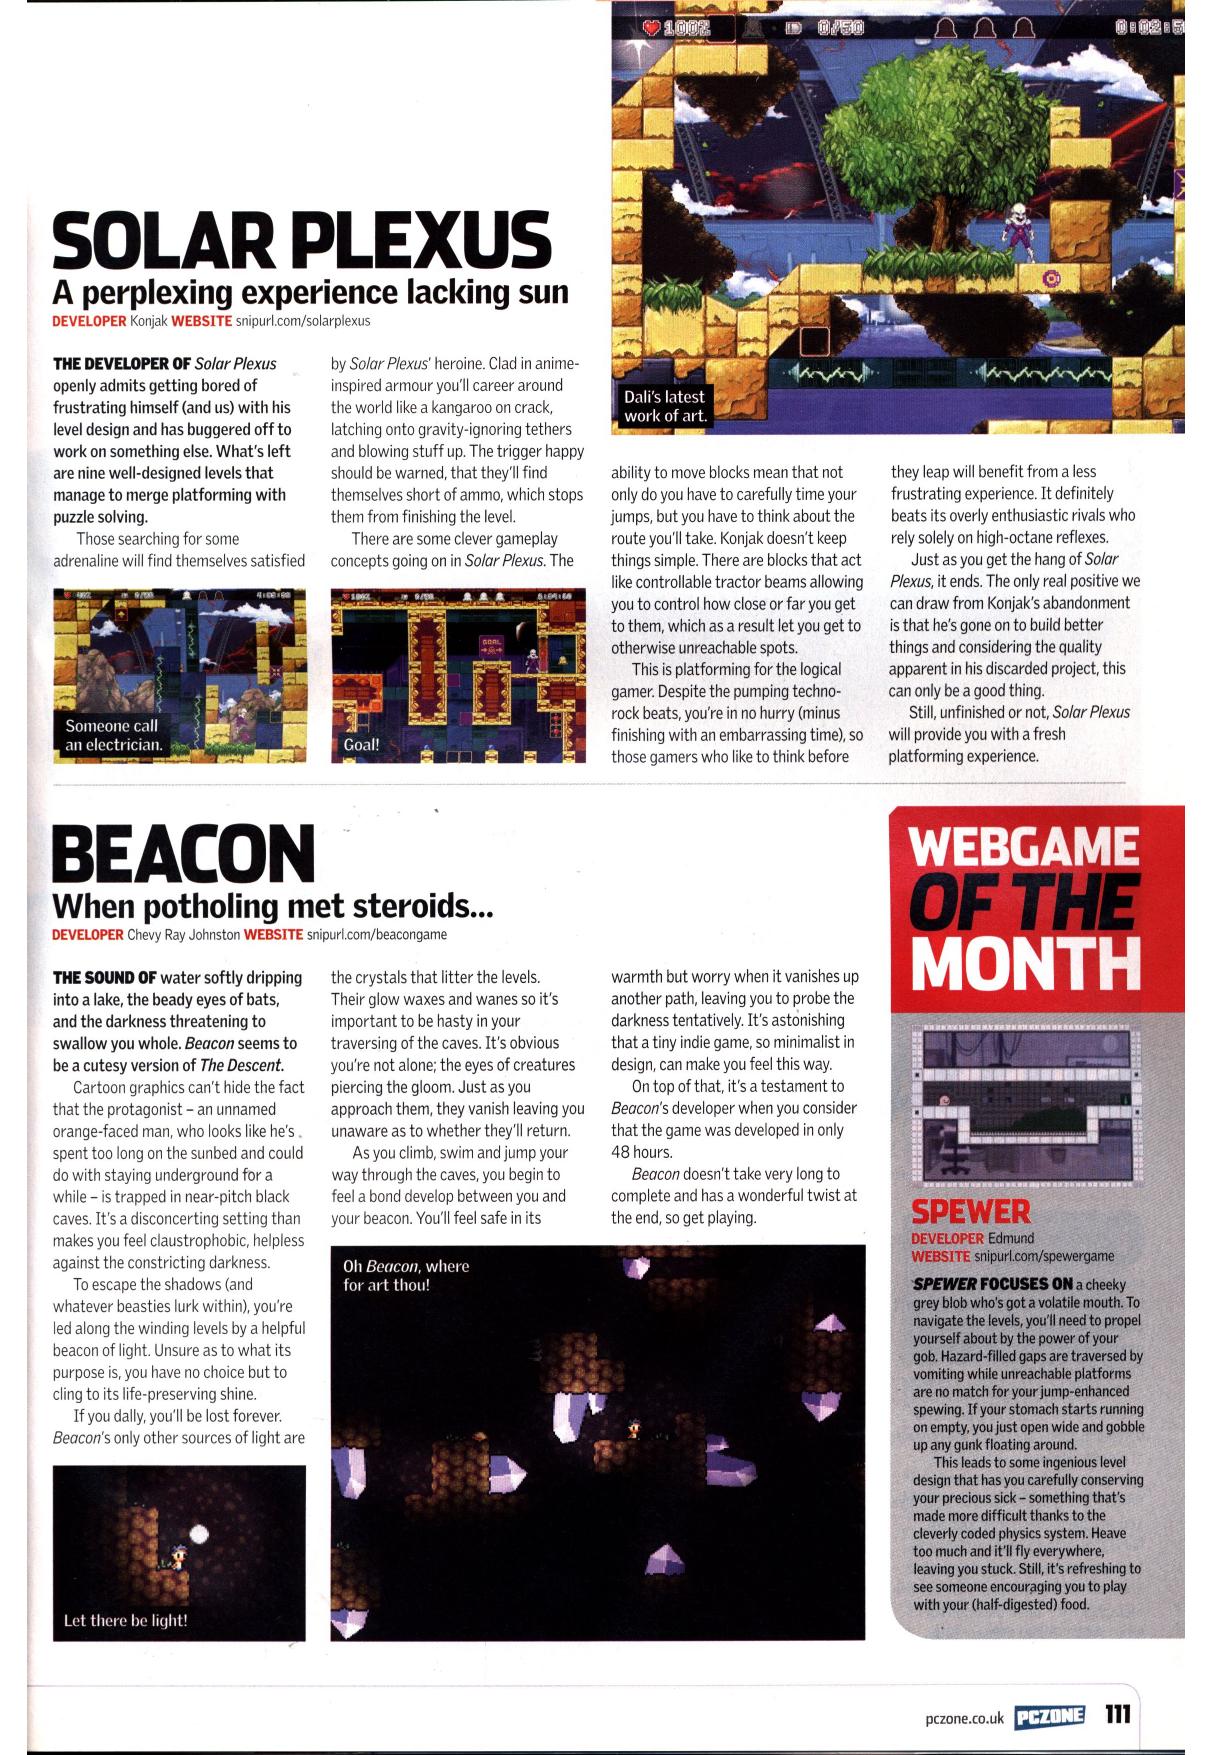 100% 0/50 0:02:5
SOLAR PLEXUS
A perplexing experience lacking sun
DEVELOPER Konjak WEBSITE snipurl.com/solarplexus
THE DEVELOPER OF Solar Plexus
openly admits getting bored of
frustrating himself (and us) with his
level design and has buggered off to
work on something else. What's left
are nine well-designed levels that
manage to merge platforming with
puzzle solving.
Those searching for some
adrenaline will find themselves satisfied
by Solar Plexus' heroine. Clad in anime-
inspired armour you'll career around
the world like a kangaroo on crack,
latching onto gravity-ignoring tethers
and blowing stuff up. The trigger happy
should be warned, that they'll find
themselves short of ammo, which stops
them from finishing the level.
There are some clever gameplay
concepts going on in Solar Plexus. The
Dali's latest
work of art.
ability to move blocks mean that not
only do you have to carefully time your
jumps, but you have to think about the
route you'll take. Konjak doesn't keep
things simple. There are blocks that act
like controllable tractor beams allowing
you to control how close or far you get
to them, which as a result let you get to
otherwise unreachable spots.
This is platforming for the logical
gamer. Despite the pumping techno-
rock beats, you're in no hurry (minus
finishing with an embarrassing time), so
those gamers who like to think before
they leap will benefit from a less
frustrating experience. It definitely
beats its overly enthusiastic rivals who
rely solely on high-octane reflexes.
Just as you get the hang of Solar
Plexus, it ends. The only real positive we
can draw from Konjak's abandonment
is that he's gone on to build better
things and considering the quality
apparent in his discarded project, this
can only be a good thing.
Still, unfinished or not, Solar Plexus
will provide you with a fresh
platforming experience.
Someone call
an electrician.
GOAL
Goal!
BEACON
When potholing met steroids...
DEVELOPER Chevy Ray Johnston WEBSITE snipurl.com/beacongame
THE SOUND OF water softly dripping
into a lake, the beady eyes of bats,
and the darkness threatening to
swallow you whole. Beacon seems to
be a cutesy version of The Descent.
Cartoon graphics can't hide the fact
that the protagonist – an unnamed
orange-faced man, who looks like he's
spent too long on the sunbed and could
do with staying underground for a
while – is trapped in near-pitch black
caves. It's a disconcerting setting than
makes you feel claustrophobic, helpless
against the constricting darkness.
To escape the shadows (and
whatever beasties lurk within), you're
led along the winding levels by a helpful
beacon of light. Unsure as to what its
purpose is, you have no choice but to
cling to its life-preserving shine.
If you dally, you'll be lost forever.
Beacon's only other sources of light are
the crystals that litter the levels.
Their glow waxes and wanes so it's
important to be hasty in your
traversing of the caves. It's obvious
you're not alone; the eyes of creatures
piercing the gloom. Just as you
approach them, they vanish leaving you
unaware as to whether they'll return.
As you climb, swim and jump your
way through the caves, you begin to
feel a bond develop between you and
your beacon. You'll feel safe in its
warmth but worry when it vanishes up
another path, leaving you to probe the
darkness tentatively. It's astonishing
that a tiny indie game, so minimalist in
design, can make you feel this way.
On top of that, it's a testament to
Beacon's developer when you consider
that the game was developed in only
48 hours.
Beacon doesn't take very long to
complete and has a wonderful twist at
the end, so get playing.
Let there be light!
Oh Beacon, where
for art thou!
WEBGAME
OF THE
MONTH
SPEWER
DEVELOPER Edmund
WEBSITE snipurl.com/spewergame
SPEWER FOCUSES ON a cheeky
grey blob who's got a volatile mouth. To
navigate the levels, you'll need to propel
yourself about by the power of your
gob. Hazard-filled gaps are traversed by
vomiting while unreachable platforms
are no match for your jump-enhanced
spewing. If your stomach starts running
on empty, you just open wide and gobble
up any gunk floating around.
This leads to some ingenious level
design that has you carefully conserving
your precious sick – something that's
made more difficult thanks to the
cleverly coded physics system. Heave
too much and it'll fly everywhere,
leaving you stuck. Still, it's refreshing to
see someone encouraging you to play
with your (half-digested) food.
pczone.co.uk PCZONE 111